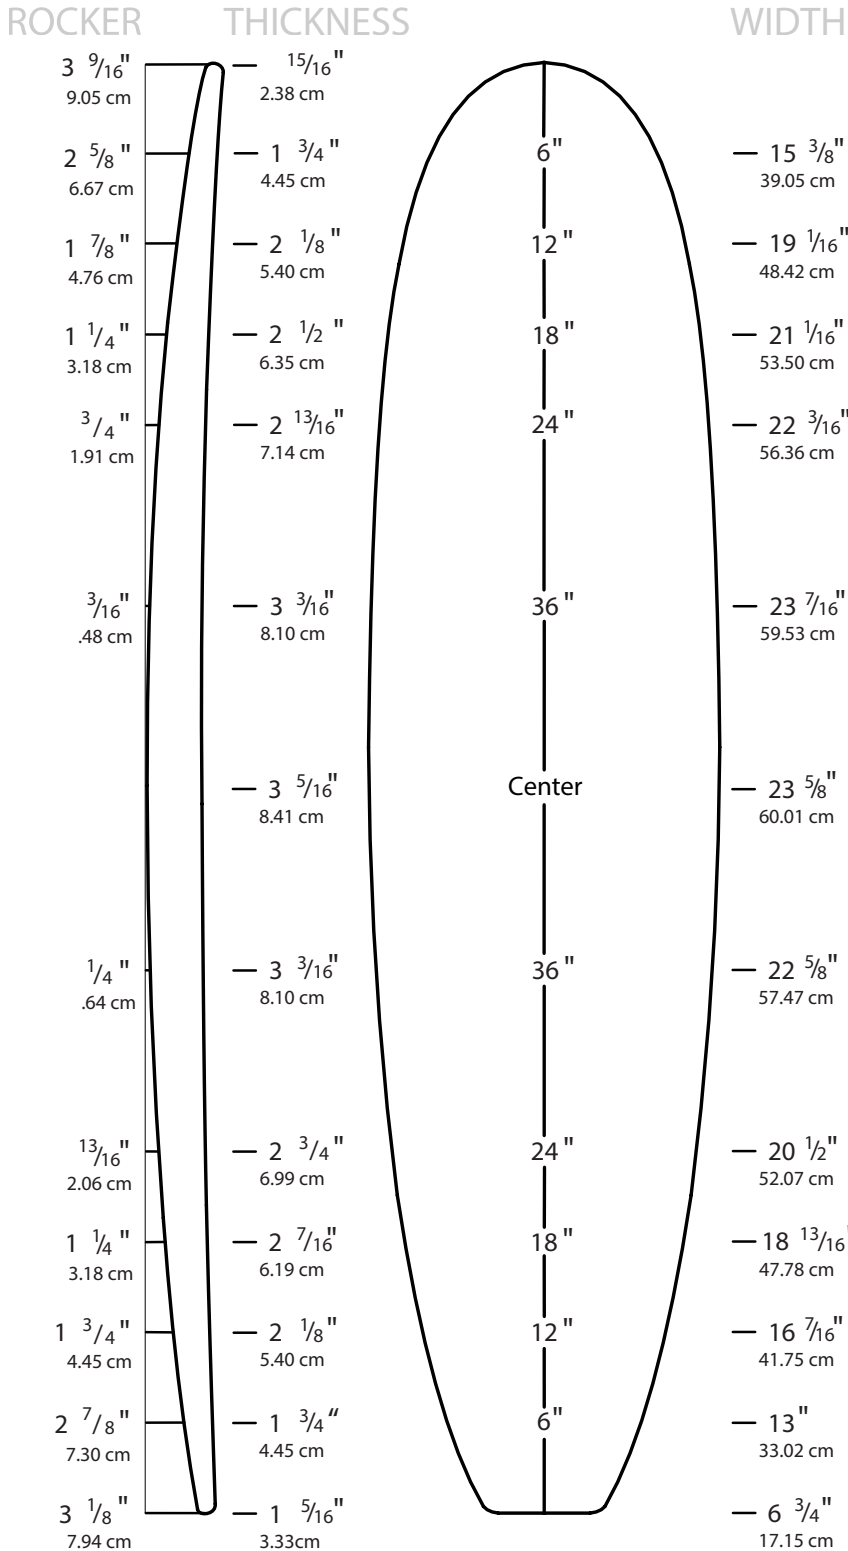 ROCKER THICKNESS WIDTH
3 9/16" 15/16"
9.05 cm 2.38 cm
2 5/8" 1 3/4" 6" 15 3/8"
6.67 cm 4.45 cm 39.05 cm
1 7/8" 2 1/8" 12" 19 1/16"
4.76 cm 5.40 cm 48.42 cm
1 1/4" 2 1/2" 18" 21 1/16"
3.18 cm 6.35 cm 53.50 cm
3/4" 2 13/16" 24" 22 3/16"
1.91 cm 7.14 cm 56.36 cm
3/16" 3 3/16" 36" 23 7/16"
.48 cm 8.10 cm 59.53 cm
3 5/16" Center 23 5/8"
8.41 cm 60.01 cm
1/4" 3 3/16" 36" 22 5/8"
.64 cm 8.10 cm 57.47 cm
13/16" 2 3/4" 24" 20 1/2"
2.06 cm 6.99 cm 52.07 cm
1 1/4" 2 7/16" 18" 18 13/16"
3.18 cm 6.19 cm 47.78 cm
1 3/4" 2 1/8" 12" 16 7/16"
4.45 cm 5.40 cm 41.75 cm
2 7/8" 1 3/4“ 6" 13"
7.30 cm 4.45 cm 33.02 cm
3 1/8" 1 5/16" 6 3/4"
7.94 cm 3.33cm 17.15 cm